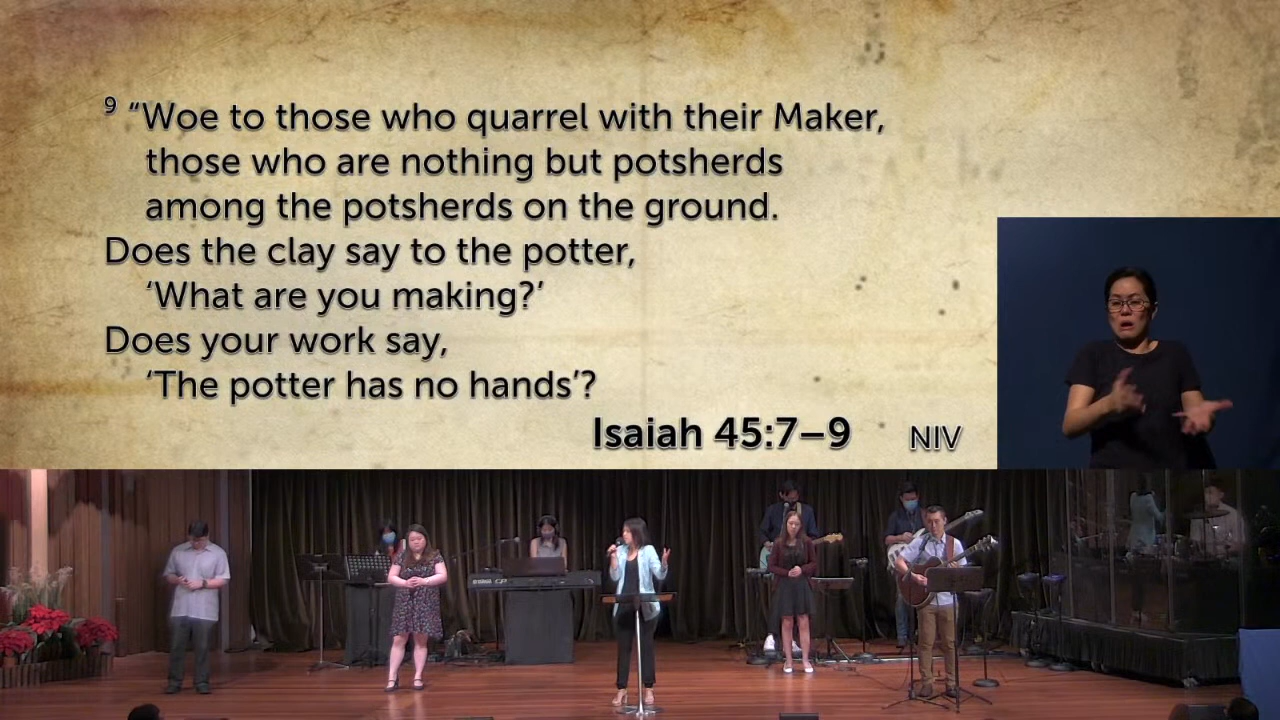 9 “Woe to those who quarrel with their Maker,
those who are nothing but potsherds
among the potsherds on the ground.
Does the clay say to the potter,
‘What are you making?’
Does your work say,
‘The potter has no hands’?
Isaiah 45:7–9 NIV